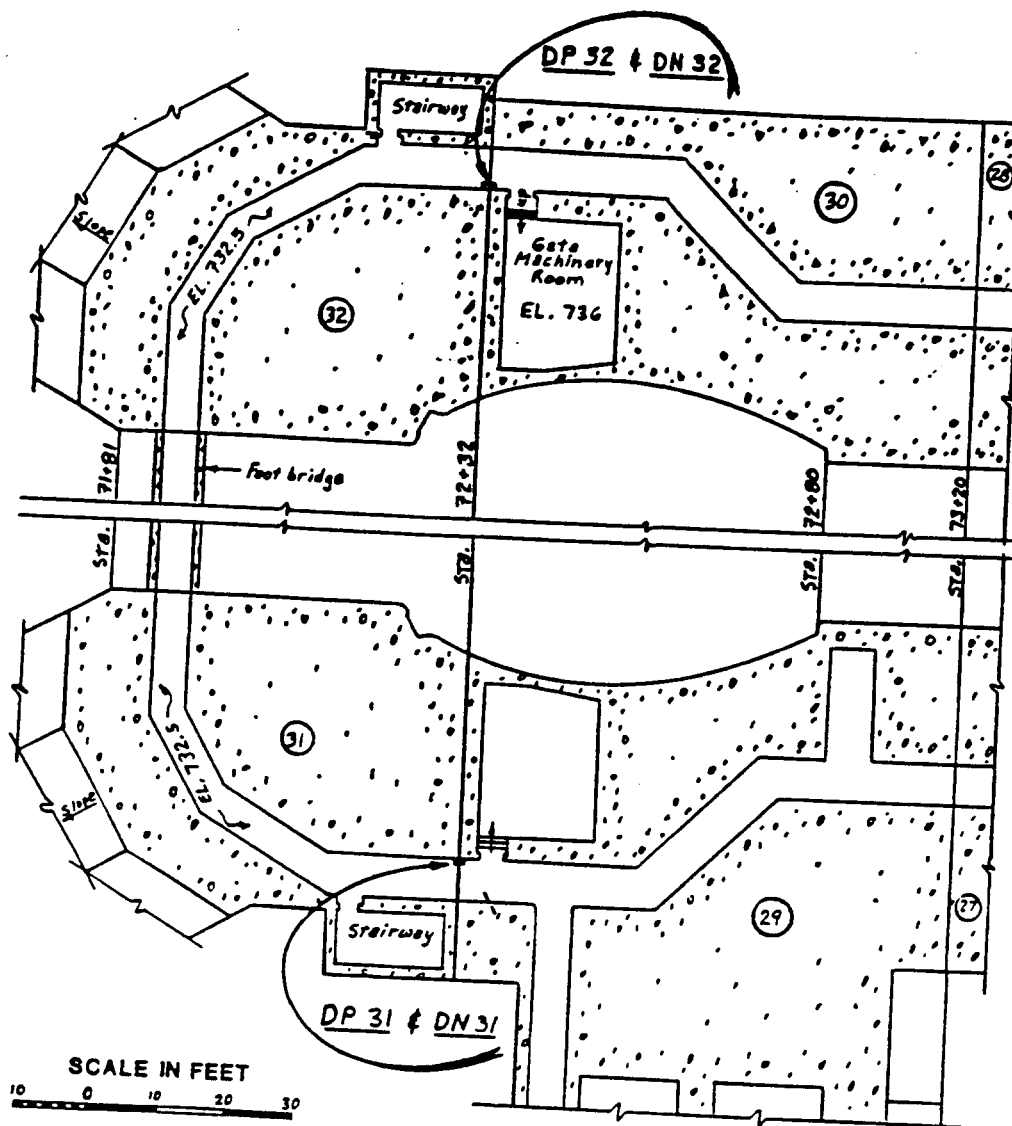 DP 32 & DN 32
Stairway
28
30
Slope
EL. 732.5
UP
Gate
Machinery
Room
EL. 736
32
Foot bridge
STA. 71+81
STA. 72+32
STA. 72+80
STA. 73+20
31
EL. 732.5
Slope
29
27
Stairway
DP 31 & DN 31
SCALE IN FEET
10 0 10 20 30